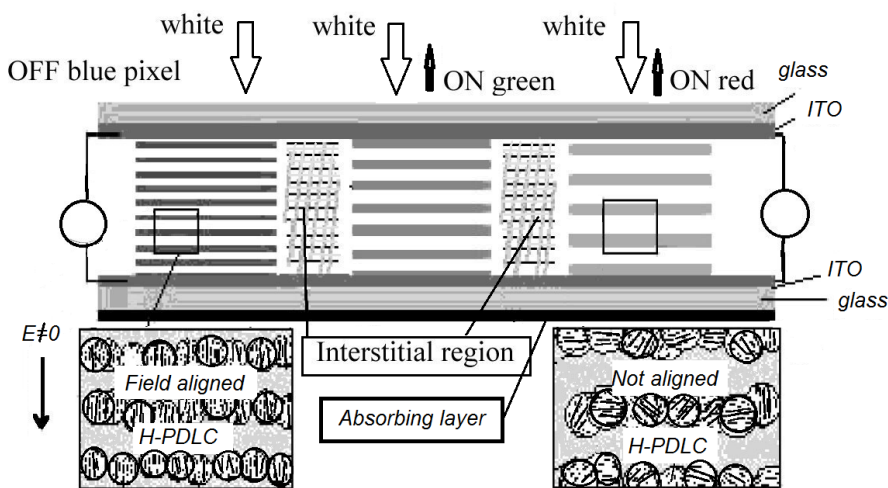 white
white
white
OFF blue pixel
ON green
ON red
glass
ITO
ITO
glass
E≠0
Field aligned
H-PDLC
Interstitial region
Absorbing layer
Not aligned
H-PDLC